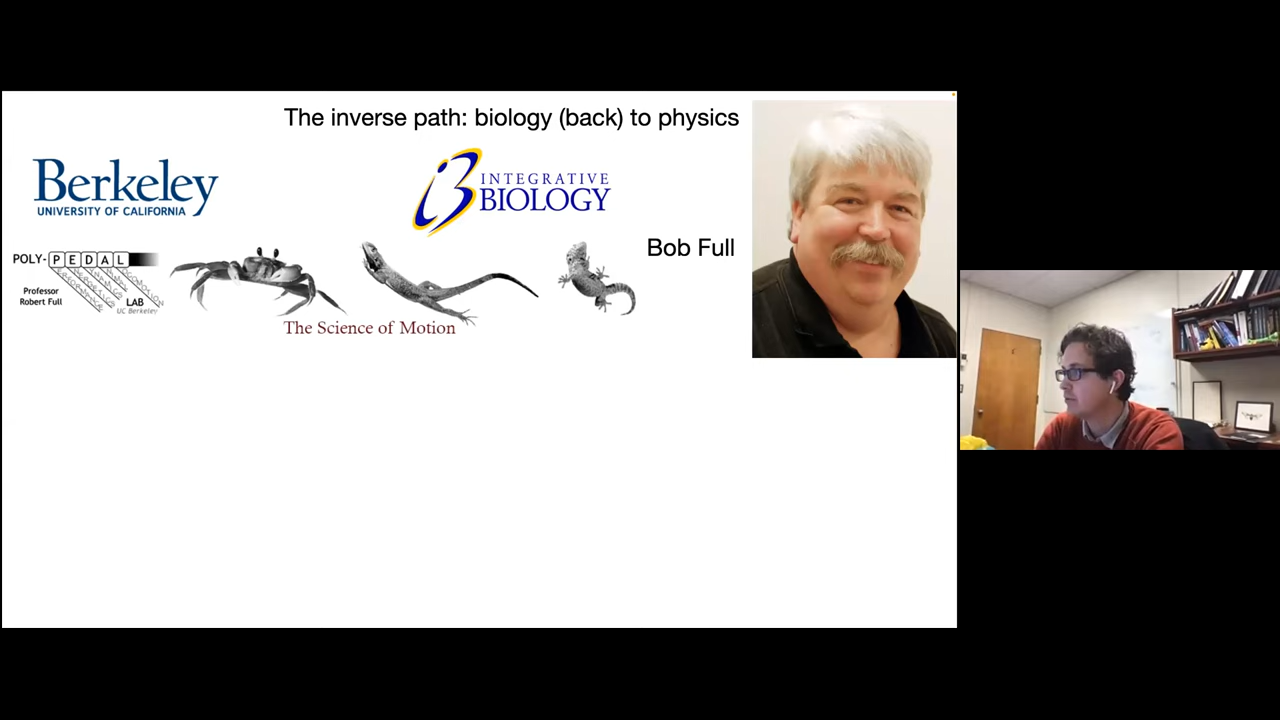 The inverse path: biology (back) to physics
Berkeley
UNIVERSITY OF CALIFORNIA
INTEGRATIVE
BIOLOGY
Bob Full
POLY-PEDAL
Professor
Robert Full
LAB
UC Berkeley
The Science of Motion